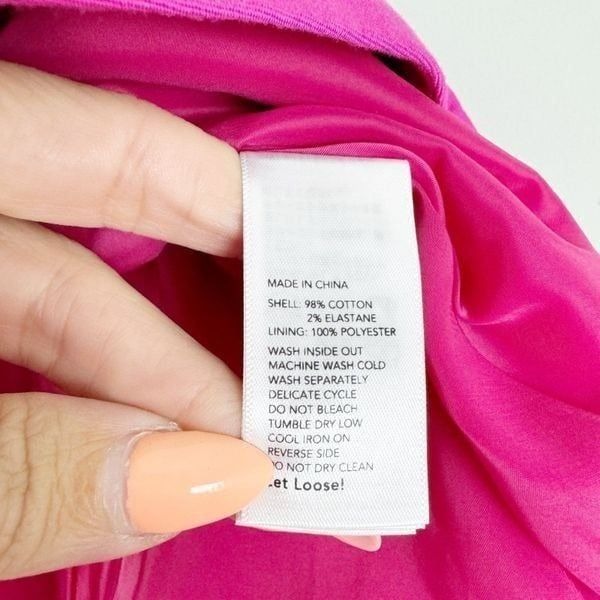 MADE IN CHINA
SHELL: 98% COTTON
2% ELASTANE
LINING: 100% POLYESTER
WASH INSIDE OUT
MACHINE WASH COLD
WASH SEPARATELY
DELICATE CYCLE
DO NOT BLEACH
TUMBLE DRY LOW
COOL IRON ON
REVERSE SIDE
DO NOT DRY CLEAN
Let Loose!